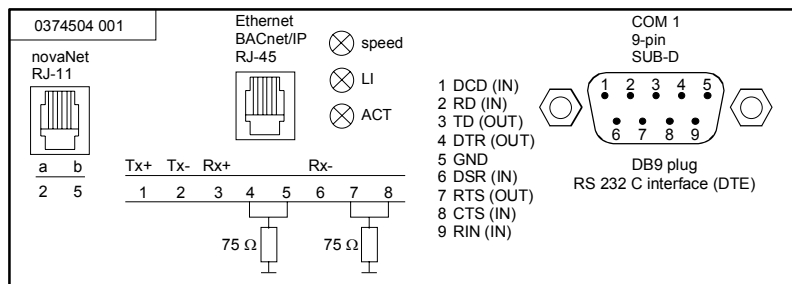 0374504 001
novaNet
RJ-11
a b
2 5
Ethernet
BACnet/IP
RJ-45
speed
LI
ACT
Tx+ Tx- Rx+ Rx-
1 2 3 4 5 6 7 8
75 Ω 75 Ω
1 DCD (IN)
2 RD (IN)
3 TD (OUT)
4 DTR (OUT)
5 GND
6 DSR (IN)
7 RTS (OUT)
8 CTS (IN)
9 RIN (IN)
COM 1
9-pin
SUB-D
1 2 3 4 5
6 7 8 9
DB9 plug
RS 232 C interface (DTE)